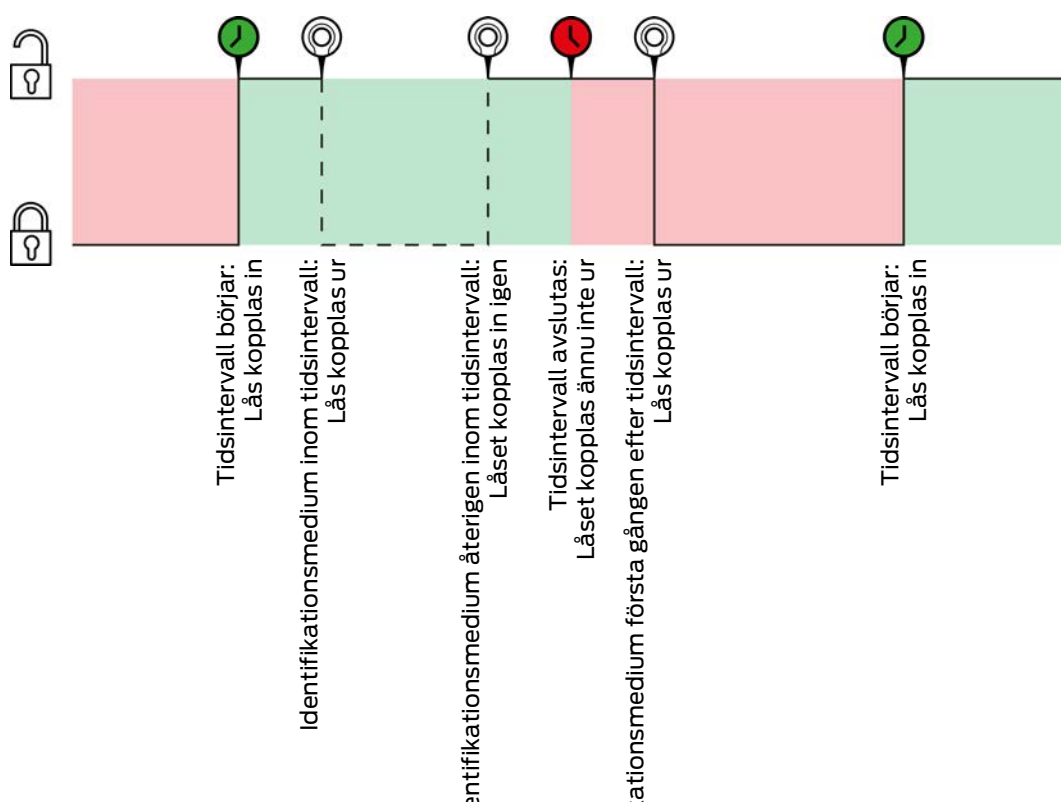 Tidsintervall börjar:
Lås kopplas in
Identifikationsmedium inom tidsintervall:
Lås kopplas ur
entifikationsmedium återigen inom tidsintervall:
Låset kopplas in igen
Tidsintervall avslutas:
Låset kopplas ännu inte ur
kationsmedium första gången efter tidsintervall:
Lås kopplas ur
Tidsintervall börjar:
Lås kopplas in